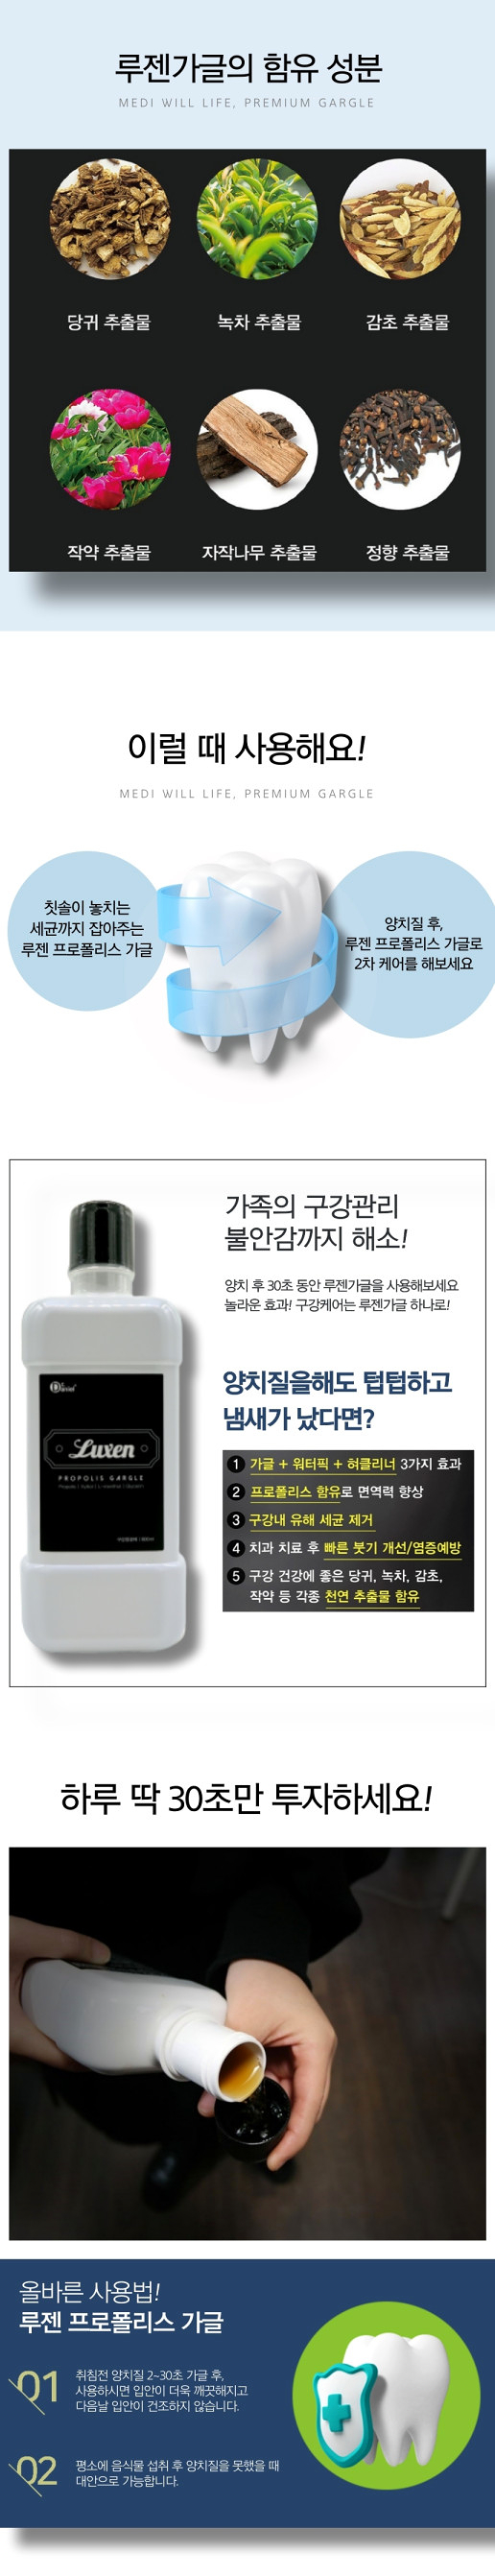 루젠가글의 함유 성분
MEDI WILL LIFE, PREMIUM GARGLE
당귀 추출물
녹차 추출물
감초 추출물
작약 추출물
자작나무 추출물
정향 추출물
이럴 때 사용해요!
MEDI WILL LIFE, PREMIUM GARGLE
칫솔이 놓치는
세균까지 잡아주는
루젠 프로폴리스 가글
양치질 후,
루젠 프로폴리스 가글로
2차 케어를 해보세요
가족의 구강관리
불안감까지 해소!
양치 후 30초 동안 루젠가글을 사용해보세요
놀라운 효과! 구강케어는 루젠가글 하나로!
Luxen
PROPOLIS GARGLE
양치질을해도 텁텁하고
냄새가 났다면?
1 가글 + 워터픽 + 혀클리너 3가지 효과
2 프로폴리스 함유로 면역력 향상
3 구강내 유해 세균 제거
4 치과 치료 후 빠른 붓기 개선/염증예방
5 구강 건강에 좋은 당귀, 녹차, 감초,
작약 등 각종 천연 추출물 함유
하루 딱 30초만 투자하세요!
올바른 사용법!
루젠 프로폴리스 가글
01
취침전 양치질 2~30초 가글 후,
사용하시면 입안이 더욱 깨끗해지고
다음날 입안이 건조하지 않습니다.
02
평소에 음식물 섭취 후 양치질을 못했을 때
대안으로 가능합니다.